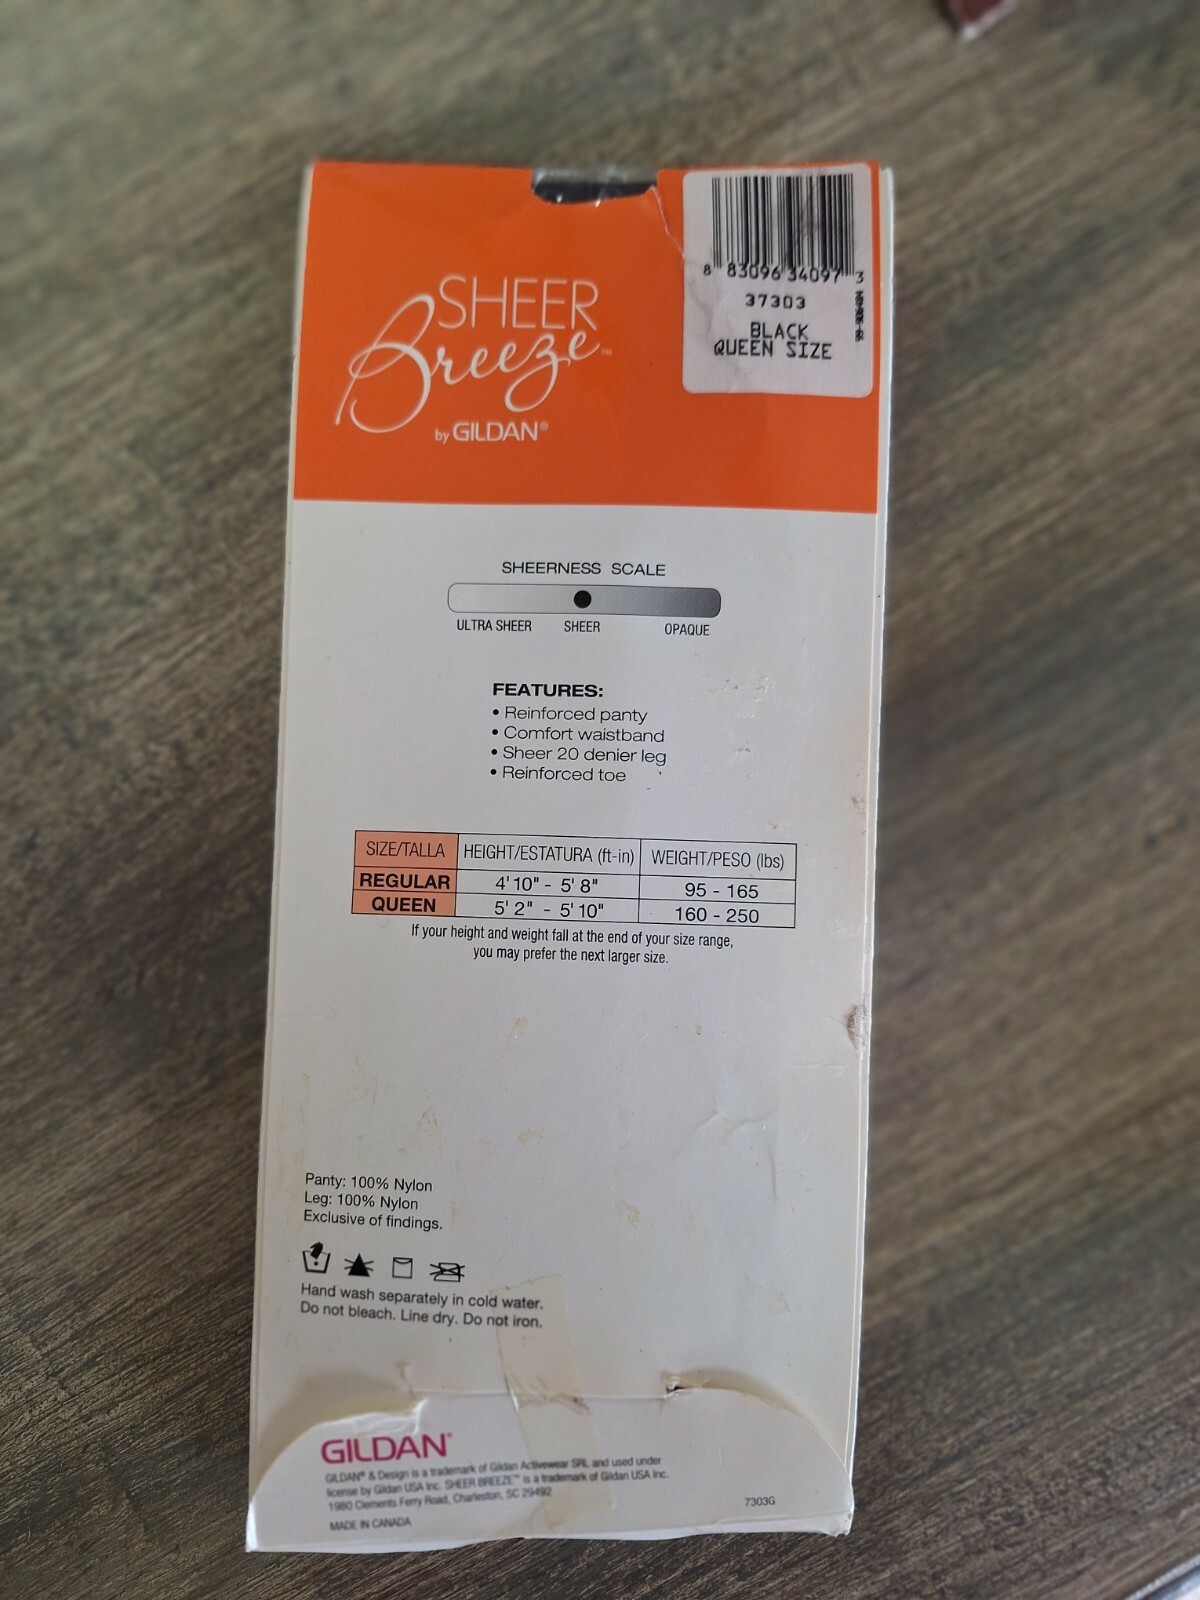 8 83096 34097 3
37303
BLACK
QUEEN SIZE
SHEER
Breeze™
by GILDAN®
SHEERNESS SCALE
ULTRA SHEER SHEER OPAQUE
FEATURES:
• Reinforced panty
• Comfort waistband
• Sheer 20 denier leg
• Reinforced toe
SIZE/TALLA HEIGHT/ESTATURA (ft-in) WEIGHT/PESO (lbs)
REGULAR 4' 10" - 5' 8" 95 - 165
QUEEN 5' 2" - 5' 10" 160 - 250
If your height and weight fall at the end of your size range,
you may prefer the next larger size.
Panty: 100% Nylon
Leg: 100% Nylon
Exclusive of findings.
Hand wash separately in cold water.
Do not bleach. Line dry. Do not iron.
GILDAN®
GILDAN® & Design is a trademark of Gildan Activewear SRL and used under
license by Gildan USA Inc. SHEER BREEZE™ is a trademark of Gildan USA Inc.
1980 Clements Ferry Road, Charleston, SC 29492
MADE IN CANADA
7303G